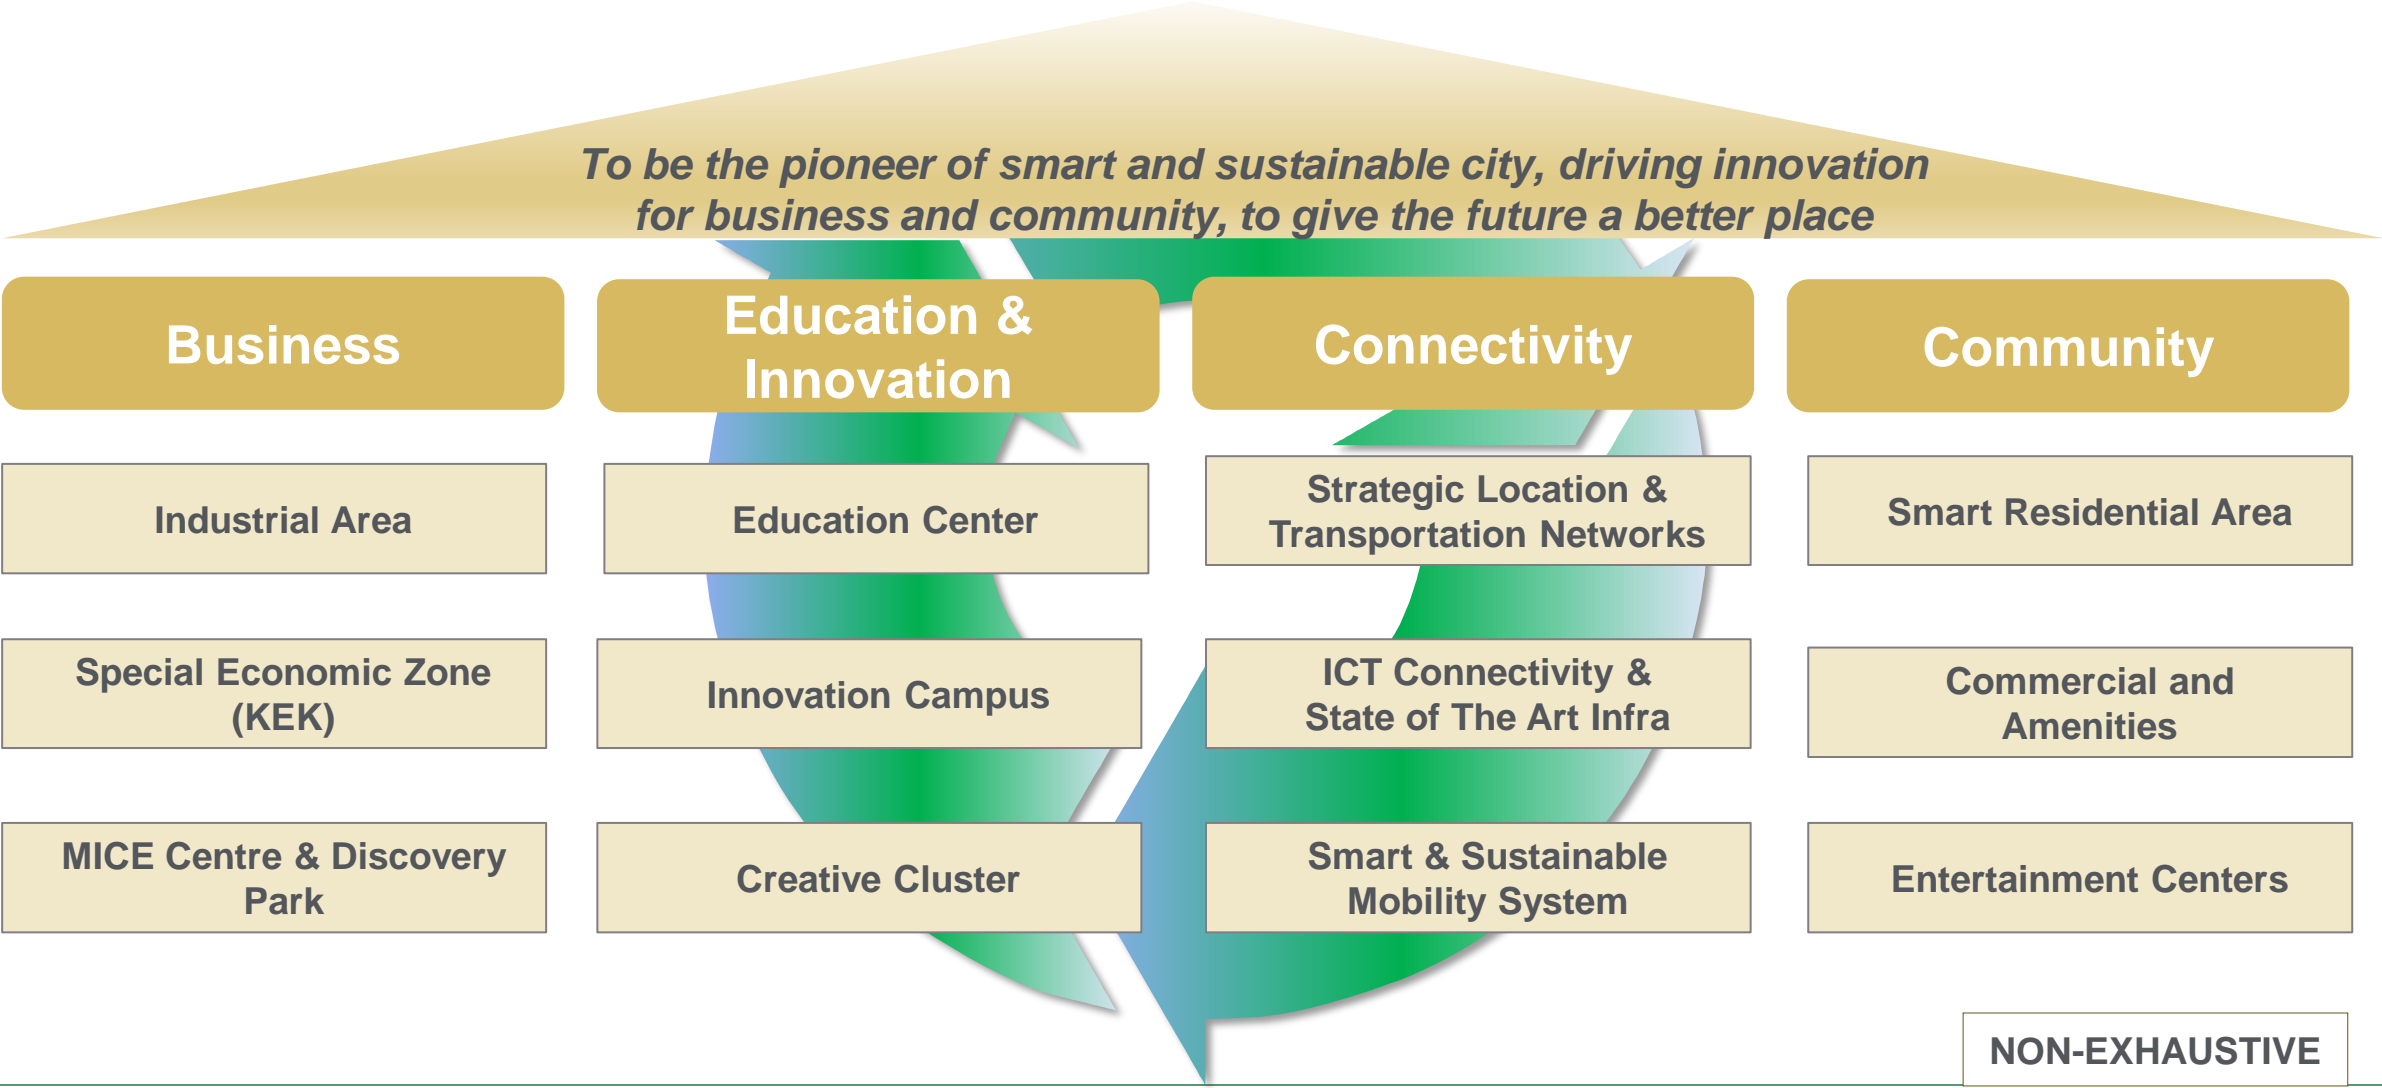 To be the pioneer of smart and sustainable city, driving innovation
for business and community, to give the future a better place
Business
Education &
Innovation
Connectivity
Community
Industrial Area
Education Center
Strategic Location &
Transportation Networks
Smart Residential Area
Special Economic Zone
(KEK)
Innovation Campus
ICT Connectivity &
State of The Art Infra
Commercial and
Amenities
MICE Centre & Discovery
Park
Creative Cluster
Smart & Sustainable
Mobility System
Entertainment Centers
NON-EXHAUSTIVE